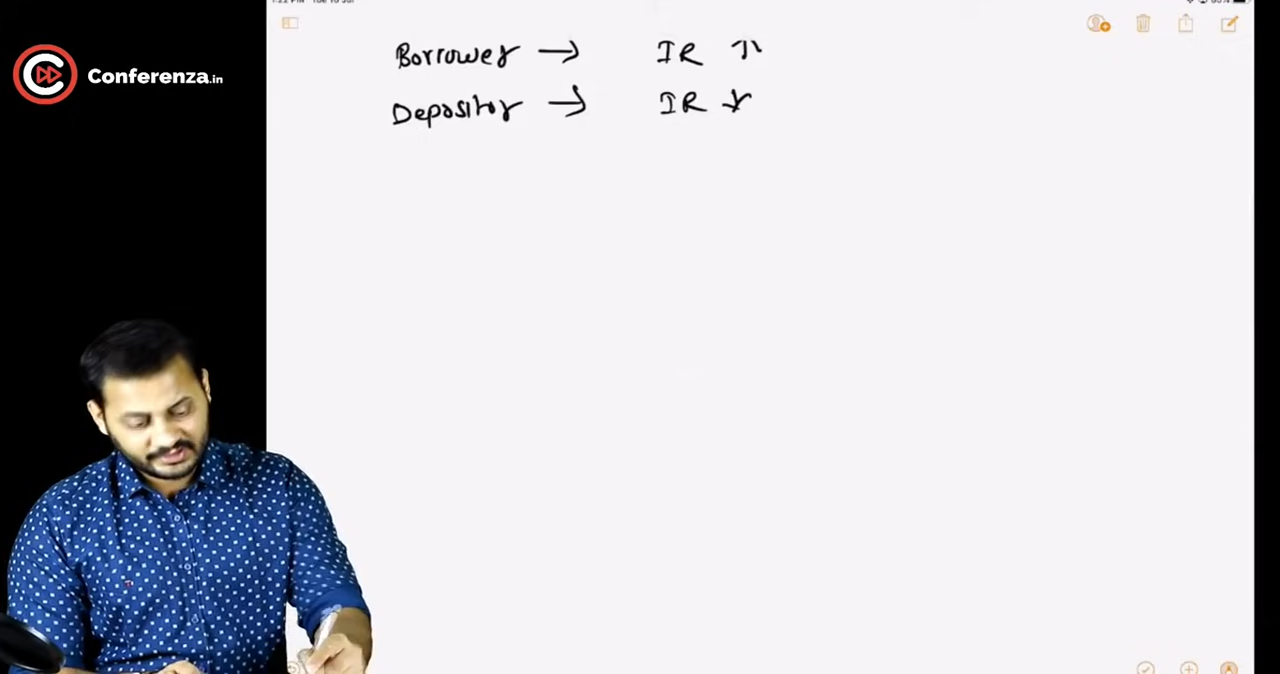 Conferenza.in
Borrower → IR ↑
Depositor → IR ↓